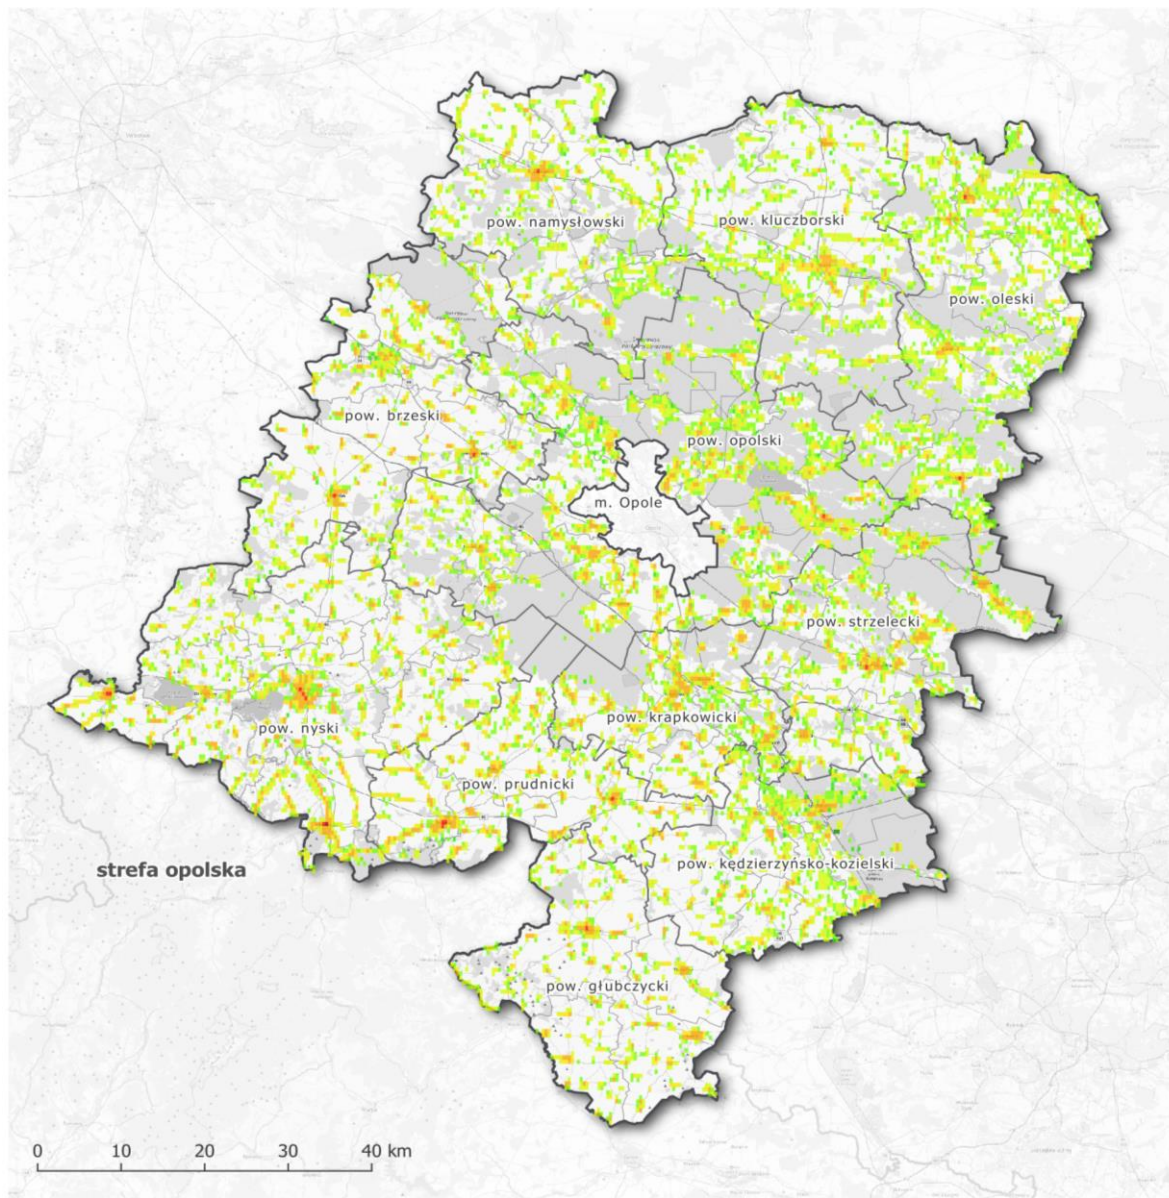 pow. namysłowski
pow. kluczborski
pow. oleski
pow. brzeski
pow. opolski
m. Opole
pow. strzelecki
pow. krapkowicki
pow. nyski
pow. prudnicki
pow. kędzierzyńsko-kozielski
strefa opolska
pow. głubczycki
0 10 20 30 40 km